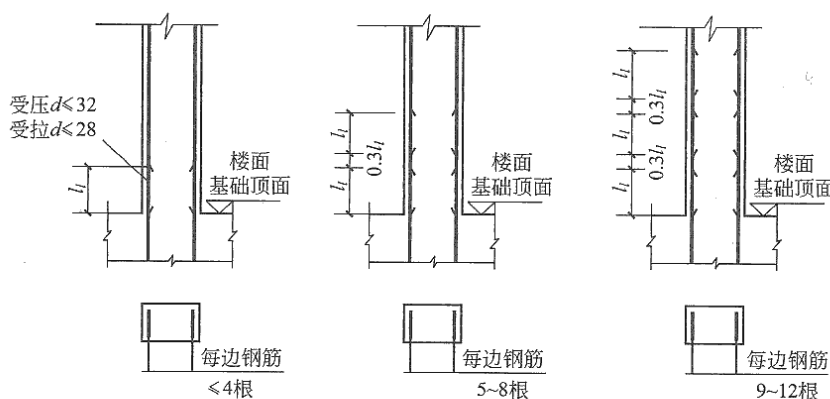 受压d≤32
受拉d≤28
l_l
楼面
基础顶面
每边钢筋
≤4根
l_l
0.3l_l
l_l
楼面
基础顶面
每边钢筋
5~8根
l_l
0.3l_l
l_l
0.3l_l
l_l
楼面
基础顶面
每边钢筋
9~12根